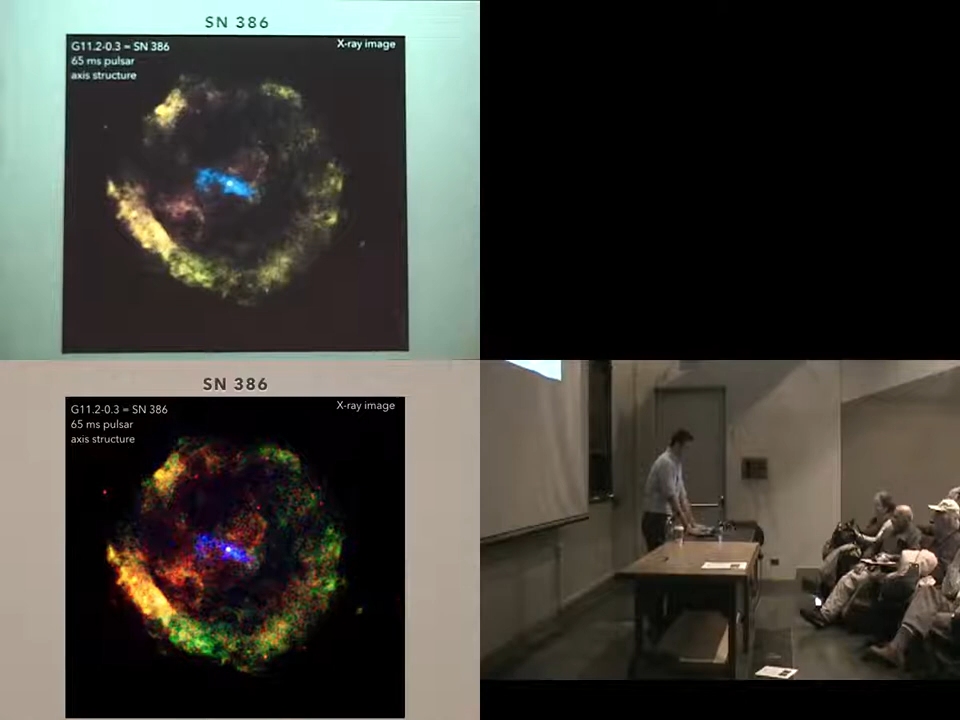 SN 386
G11.2-0.3 = SN 386
65 ms pulsar
axis structure
X-ray image
SN 386
G11.2-0.3 = SN 386
65 ms pulsar
axis structure
X-ray image